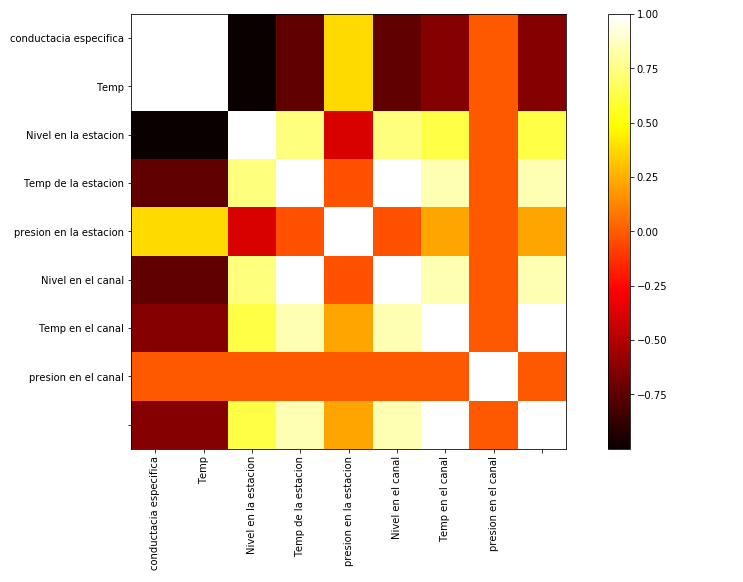 conductacia especifica
Temp
Nivel en la estacion
Temp de la estacion
presion en la estacion
Nivel en el canal
Temp en el canal
presion en el canal
conductacia especifica
Temp
Nivel en la estacion
Temp de la estacion
presion en la estacion
Nivel en el canal
Temp en el canal
presion en el canal
1.00
0.75
0.50
0.25
0.00
−0.25
−0.50
−0.75